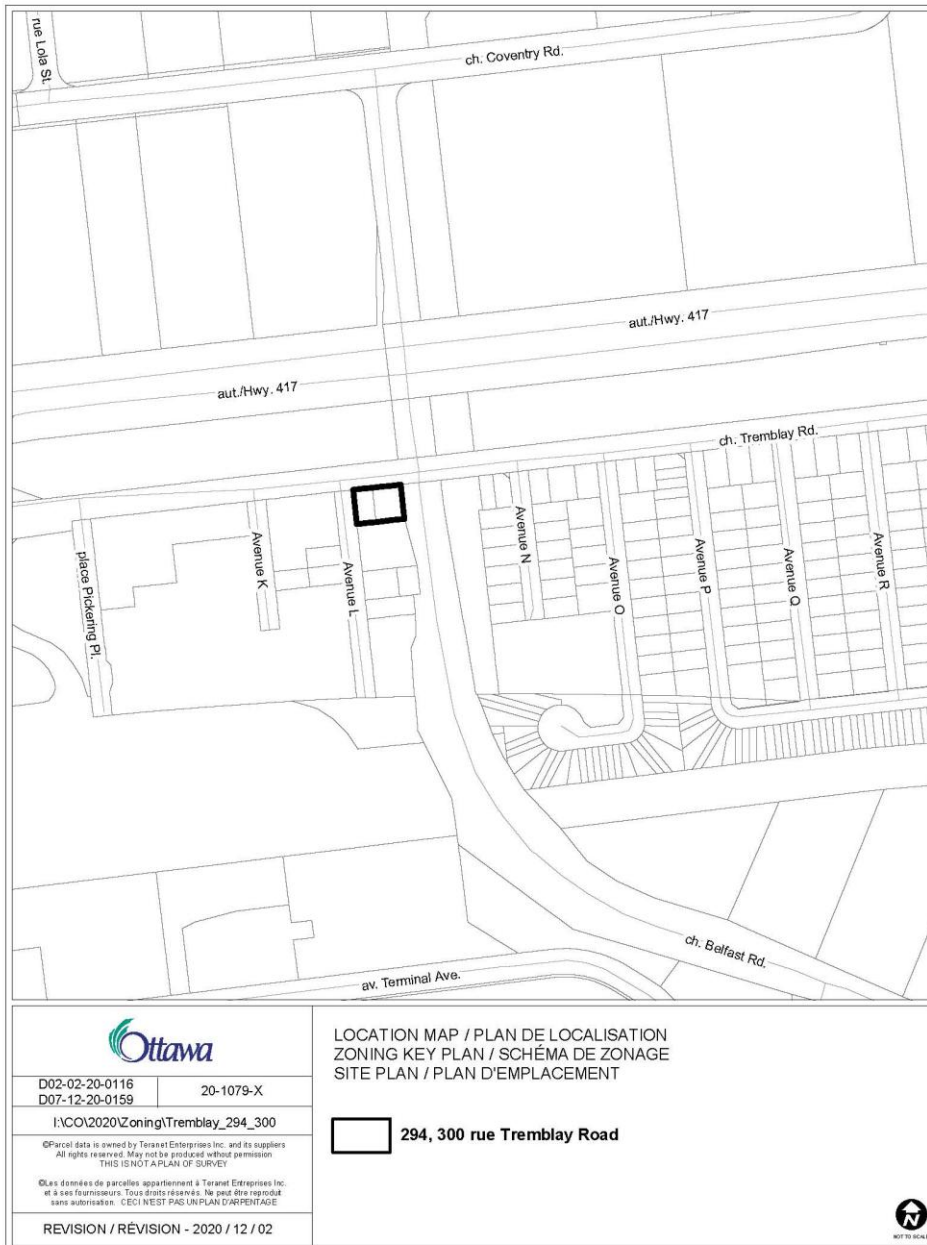 rue Lola St.
ch. Coventry Rd.
aut./Hwy. 417
aut./Hwy. 417
ch. Tremblay Rd.
place Pickering Pl.
Avenue K
Avenue L
Avenue N
Avenue O
Avenue P
Avenue Q
Avenue R
ch. Belfast Rd.
av. Terminal Ave.
Ottawa
D02-02-20-0116
D07-12-20-0159
20-1079-X
I:\CO\2020\Zoning\Tremblay_294_300
©Parcel data is owned by Teranet Enterprises Inc. and its suppliers
All rights reserved. May not be produced without permission
THIS IS NOT A PLAN OF SURVEY
©Les données de parcelles appartiennent à Teranet Entreprises Inc.
et à ses fournisseurs. Tous droits réservés. Ne peut être reproduit
sans autorisation. CECI N'EST PAS UN PLAN D'ARPENTAGE
REVISION / RÉVISION - 2020 / 12 / 02
LOCATION MAP / PLAN DE LOCALISATION
ZONING KEY PLAN / SCHÉMA DE ZONAGE
SITE PLAN / PLAN D'EMPLACEMENT
294, 300 rue Tremblay Road
N
NOT TO SCALE